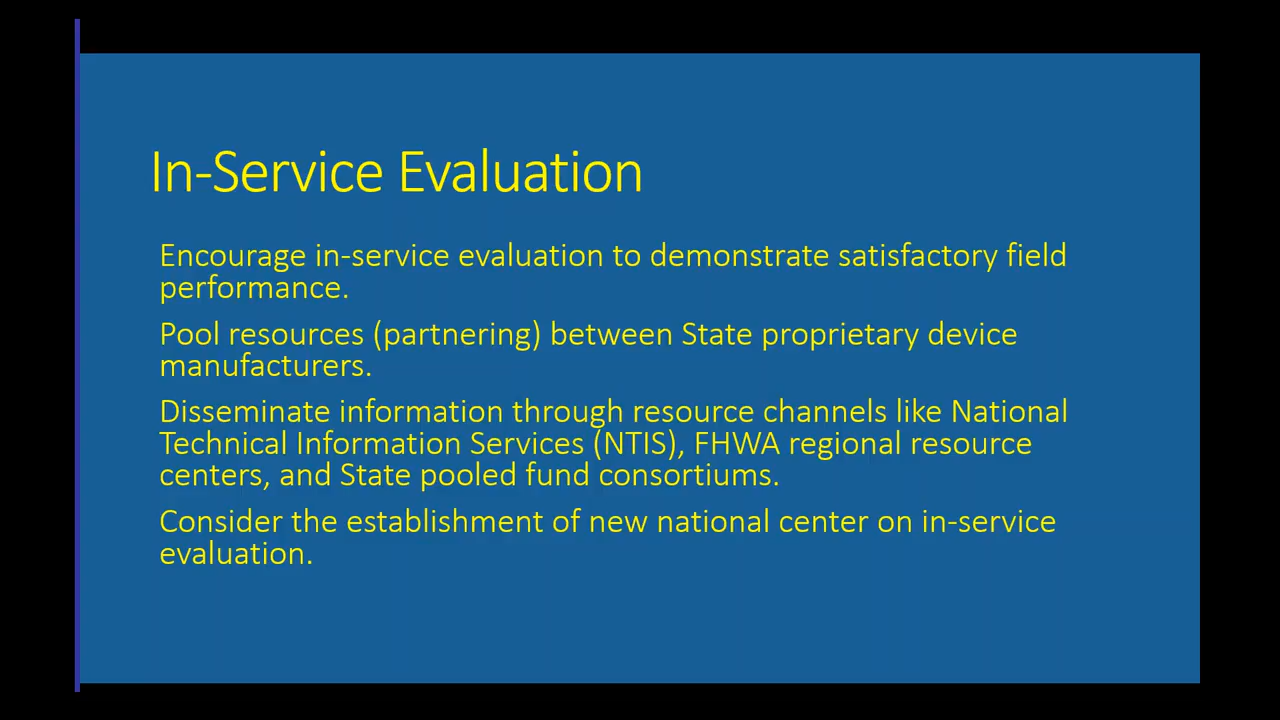 In-Service Evaluation
Encourage in-service evaluation to demonstrate satisfactory field
performance.
Pool resources (partnering) between State proprietary device
manufacturers.
Disseminate information through resource channels like National
Technical Information Services (NTIS), FHWA regional resource
centers, and State pooled fund consortiums.
Consider the establishment of new national center on in-service
evaluation.